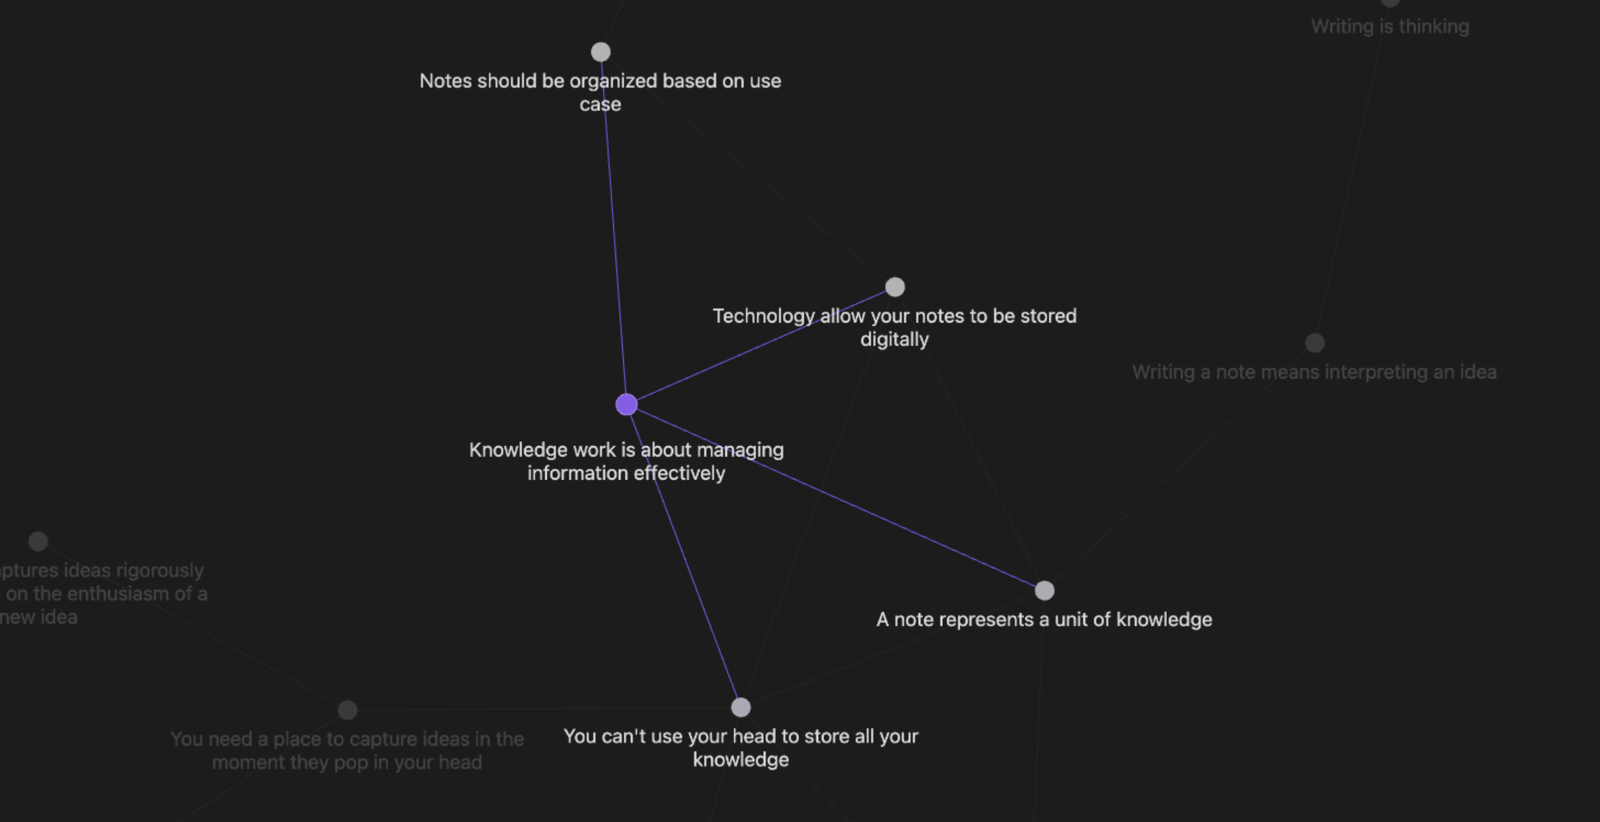 Writing is thinking
Notes should be organized based on use
case
Technology allow your notes to be stored
digitally
Writing a note means interpreting an idea
Knowledge work is about managing
information effectively
ideas rigorously
on the enthusiasm of a
new idea
A note represents a unit of knowledge
You need a place to capture ideas in the
moment they pop in your head
You can't use your head to store all your
knowledge